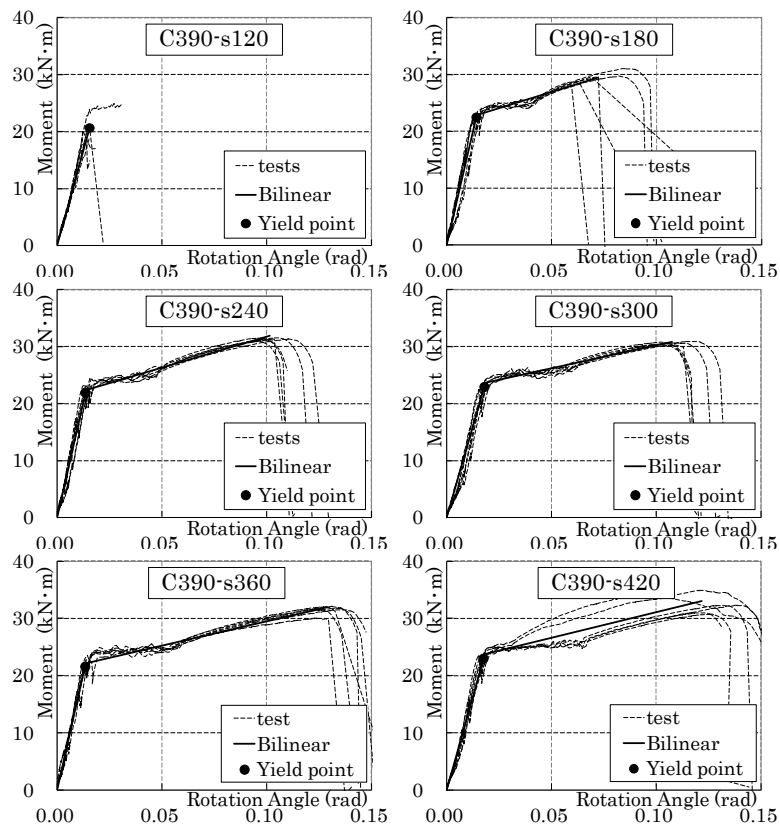 C390-s120
Moment (kN・m)
40
30
20
10
0
tests
Bilinear
Yield point
Rotation Angle (rad)
0.00 0.05 0.10 0.15
C390-s180
Moment (kN・m)
40
30
20
10
0
tests
Bilinear
Yield point
Rotation Angle (rad)
0.00 0.05 0.10 0.15
C390-s240
Moment (kN・m)
40
30
20
10
0
tests
Bilinear
Yield point
Rotation Angle (rad)
0.00 0.05 0.10 0.15
C390-s300
Moment (kN・m)
40
30
20
10
0
tests
Bilinear
Yield point
Rotation Angle (rad)
0.00 0.05 0.10 0.15
C390-s360
Moment (kN・m)
40
30
20
10
0
test
Bilinear
Yield point
Rotation Angle (rad)
0.00 0.05 0.10 0.15
C390-s420
Moment (kN・m)
40
30
20
10
0
tests
Bilinear
Yield point
Rotation Angle (rad)
0.00 0.05 0.10 0.15